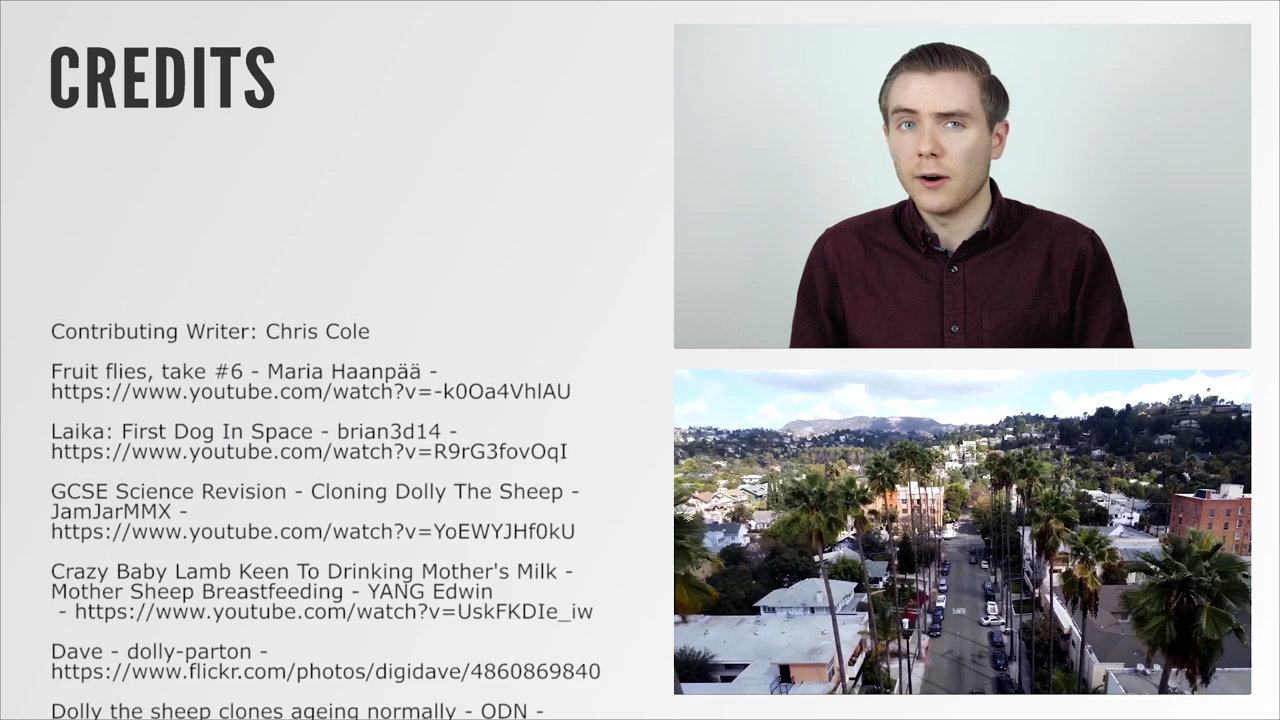 CREDITS
Contributing Writer: Chris Cole
Fruit flies, take #6 - Maria Haanpää -
https://www.youtube.com/watch?v=-k0Oa4VhlAU
Laika: First Dog In Space - brian3d14 -
https://www.youtube.com/watch?v=R9rG3fovOqI
GCSE Science Revision - Cloning Dolly The Sheep -
JamJarMMX -
https://www.youtube.com/watch?v=YoEWYJHf0kU
Crazy Baby Lamb Keen To Drinking Mother's Milk -
Mother Sheep Breastfeeding - YANG Edwin
- https://www.youtube.com/watch?v=UskFKDIe_iw
Dave - dolly-parton -
https://www.flickr.com/photos/digidave/4860869840
Dolly the sheep clones ageing normally - ODN -